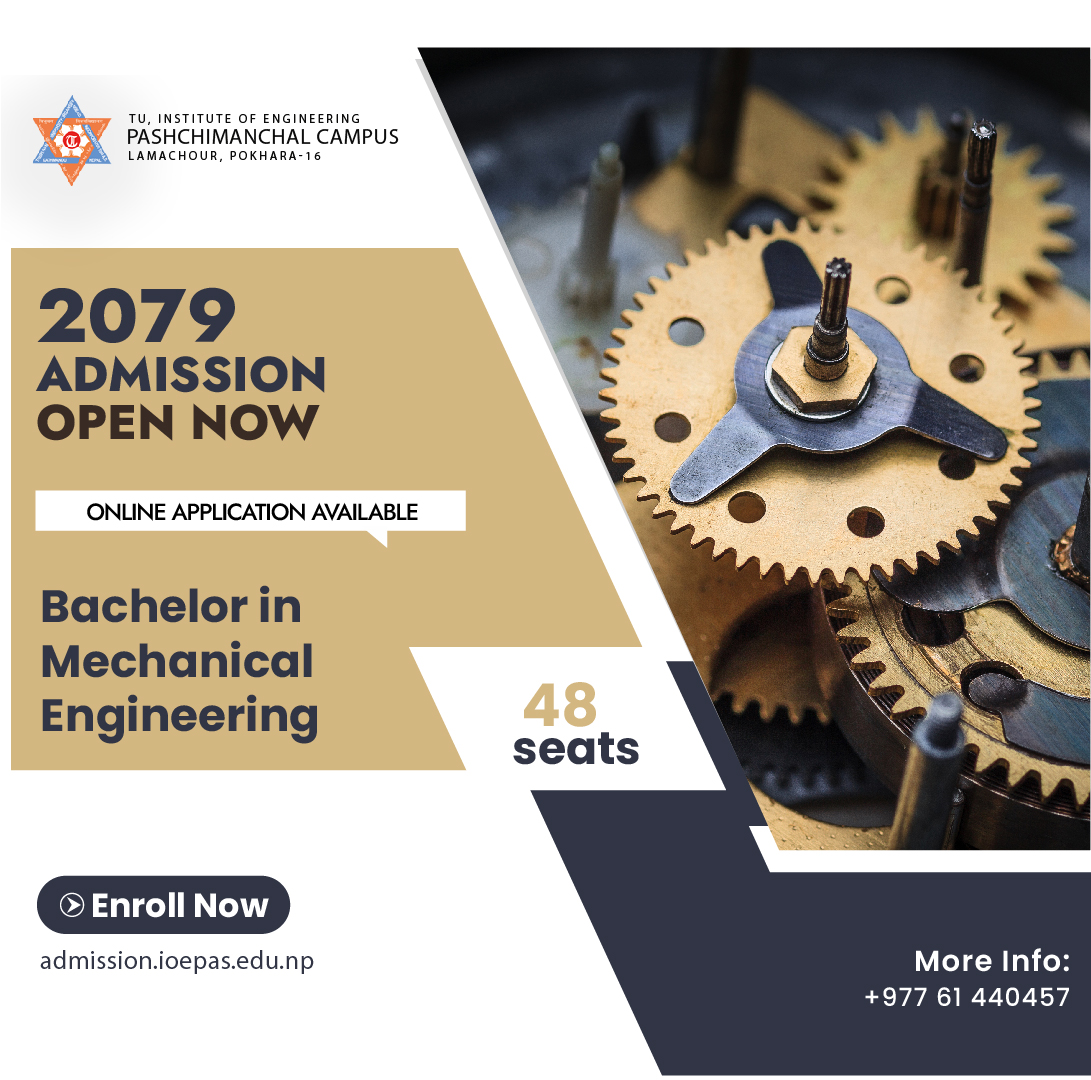 TU, INSTITUTE OF ENGINEERING
PASHCHIMANCHAL CAMPUS
LAMACHOUR, POKHARA-16
2079
ADMISSION
OPEN NOW
ONLINE APPLICATION AVAILABLE
Bachelor in
Mechanical
Engineering
48
seats
Enroll Now
admission.ioepas.edu.np
More Info:
+977 61 440457